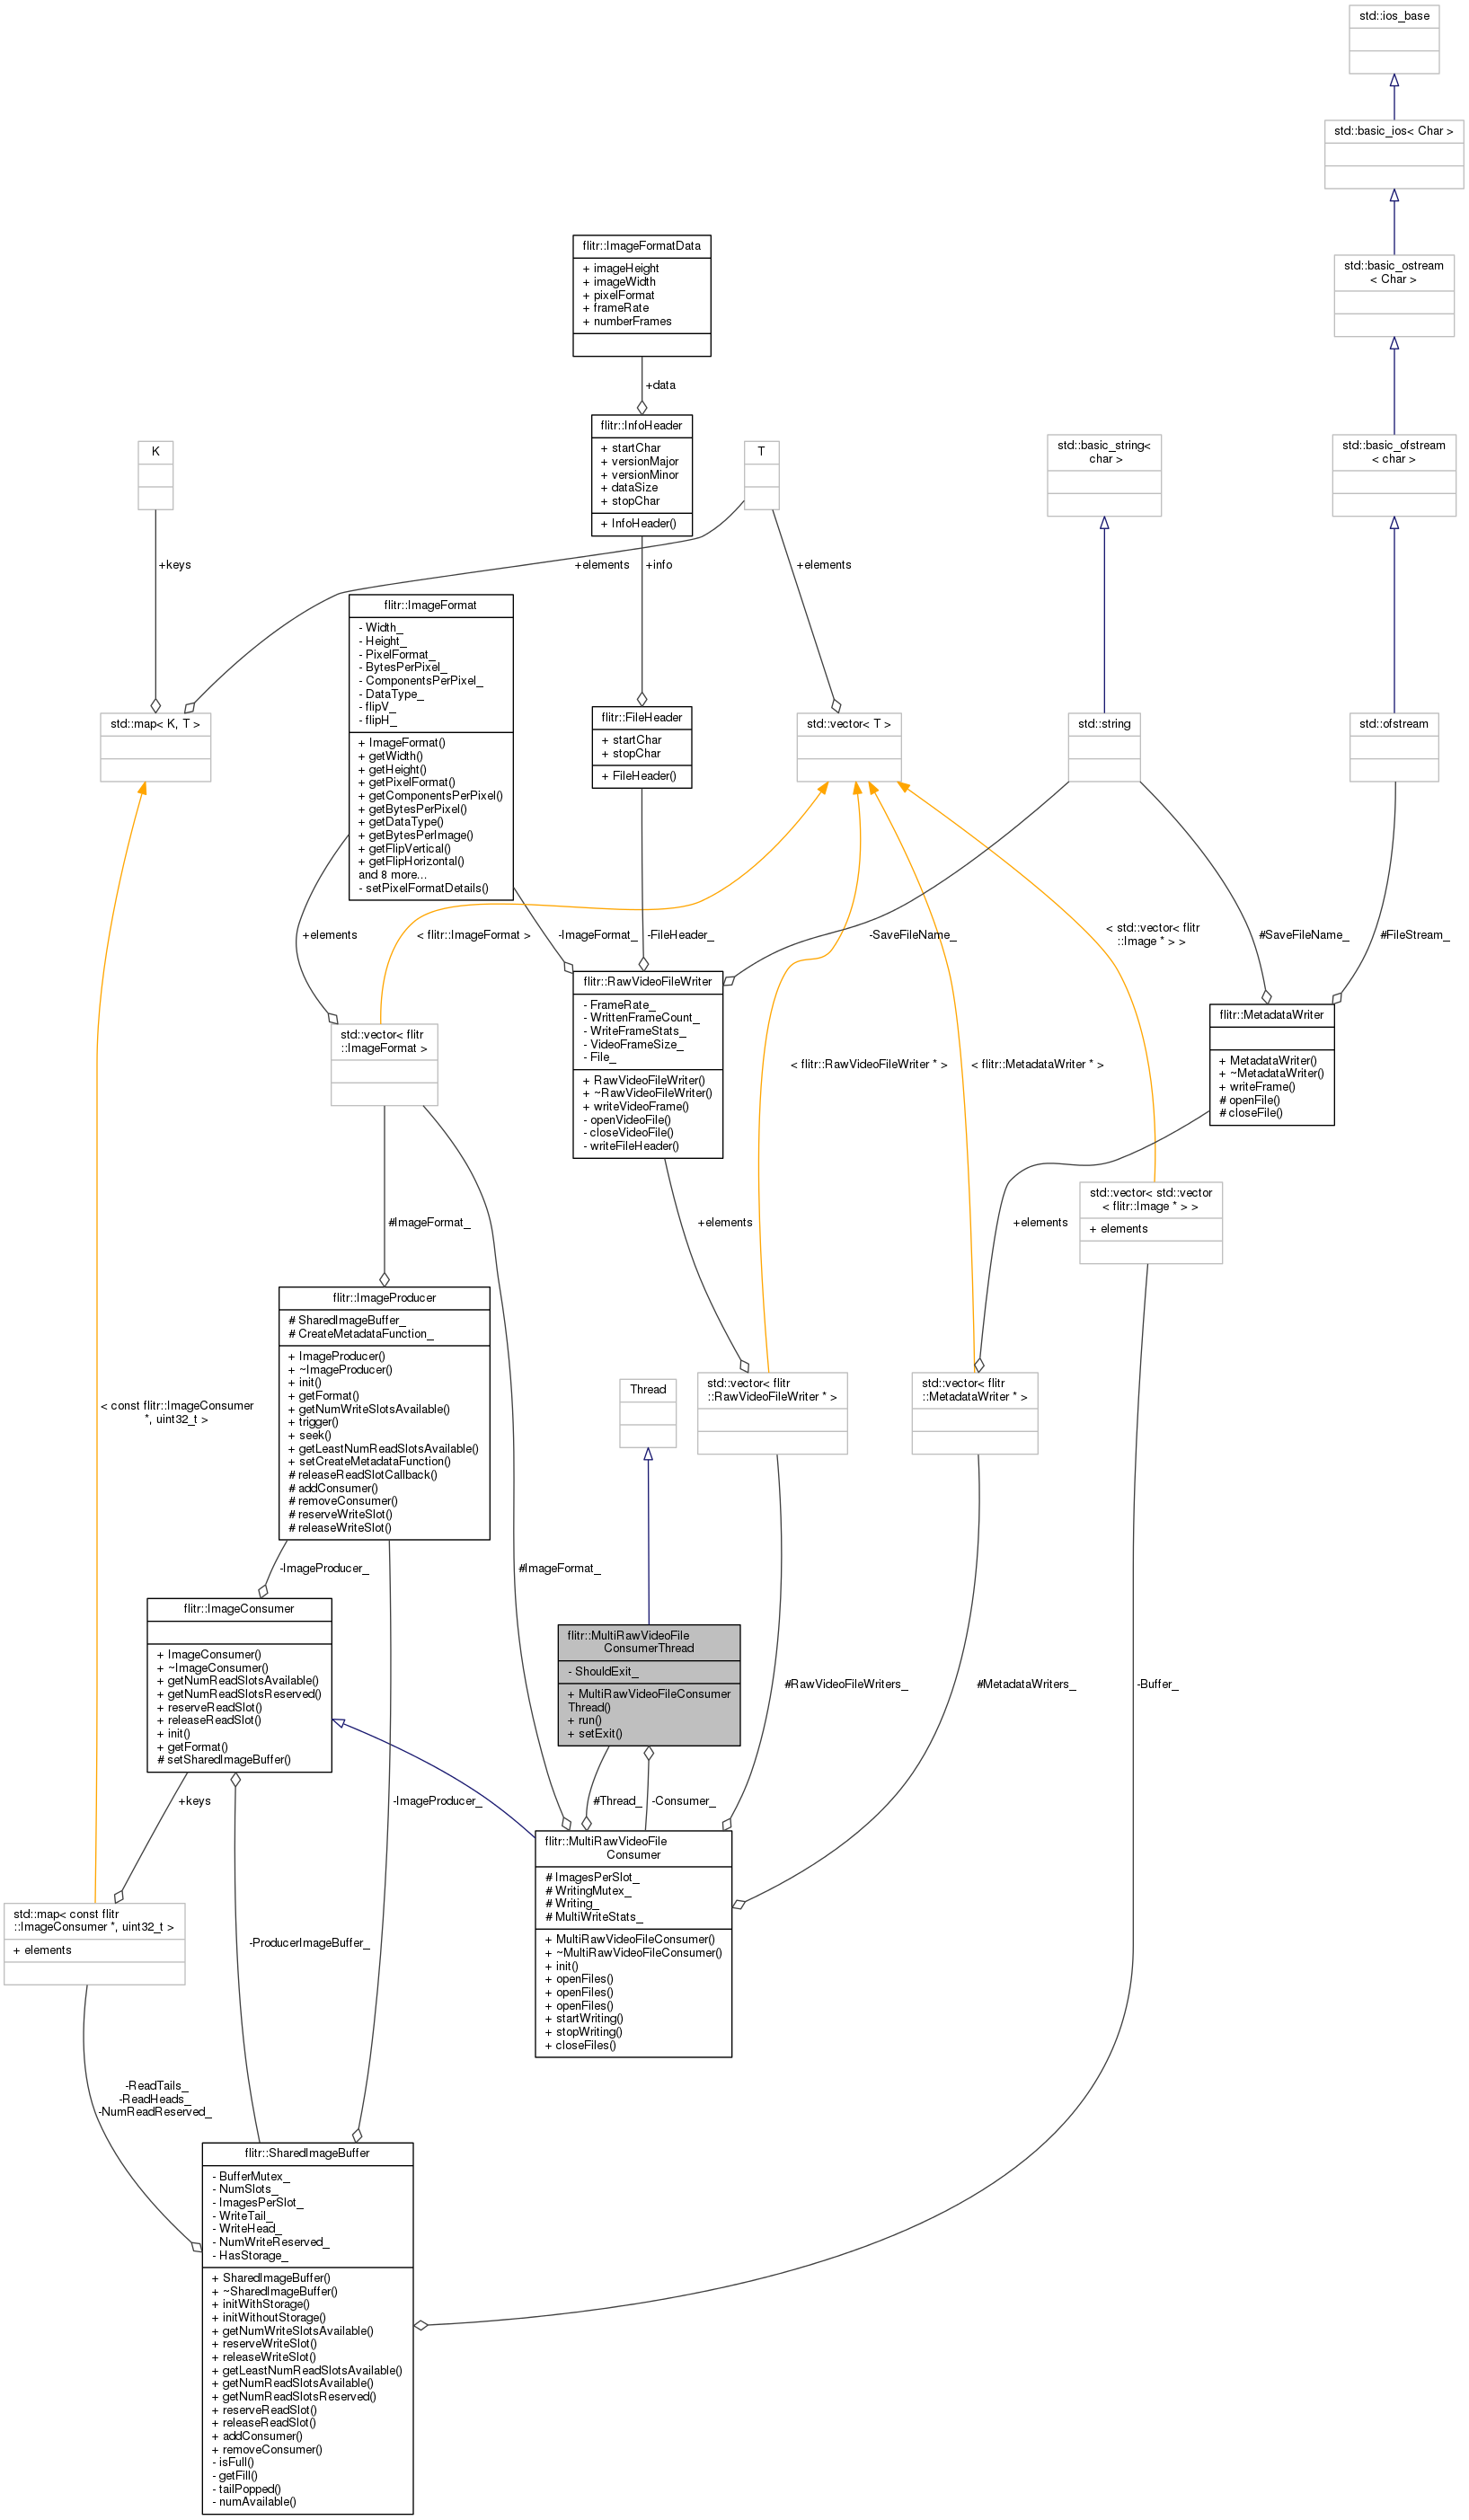 std::ios_base
std::basic_ios< Char >
std::basic_ostream
< Char >
flitr::ImageFormatData
+ imageHeight
+ imageWidth
+ pixelFormat
+ frameRate
+ numberFrames
+data
flitr::InfoHeader
+ startChar
+ versionMajor
+ versionMinor
+ dataSize
+ stopChar
+ InfoHeader()
K
T
std::basic_string<
char >
std::basic_ofstream
< char >
+keys
+elements
+info
+elements
flitr::ImageFormat
- Width_
- Height_
- PixelFormat_
- BytesPerPixel_
- ComponentsPerPixel_
- DataType_
- flipV_
- flipH_
+ ImageFormat()
+ getWidth()
+ getHeight()
+ getPixelFormat()
+ getComponentsPerPixel()
+ getBytesPerPixel()
+ getDataType()
+ getBytesPerImage()
+ getFlipVertical()
+ getFlipHorizontal()
and 8 more...
- setPixelFormatDetails()
std::map< K, T >
flitr::FileHeader
+ startChar
+ stopChar
+ FileHeader()
std::vector< T >
std::string
std::ofstream
+elements
< flitr::ImageFormat >
-ImageFormat_
-FileHeader_
-SaveFileName_
< std::vector< flitr
::Image * > >
#SaveFileName_
#FileStream_
flitr::RawVideoFileWriter
- FrameRate_
- WrittenFrameCount_
- WriteFrameStats_
- VideoFrameSize_
- File_
+ RawVideoFileWriter()
+ ~RawVideoFileWriter()
+ writeVideoFrame()
- openVideoFile()
- closeVideoFile()
- writeFileHeader()
std::vector< flitr
::ImageFormat >
< flitr::RawVideoFileWriter * >
< flitr::MetadataWriter * >
flitr::MetadataWriter
+ MetadataWriter()
+ ~MetadataWriter()
+ writeFrame()
# openFile()
# closeFile()
#ImageFormat_
+elements
+elements
std::vector< std::vector
< flitr::Image * > >
+ elements
flitr::ImageProducer
# SharedImageBuffer_
# CreateMetadataFunction_
+ ImageProducer()
+ ~ImageProducer()
+ init()
+ getFormat()
+ getNumWriteSlotsAvailable()
+ trigger()
+ seek()
+ getLeastNumReadSlotsAvailable()
+ setCreateMetadataFunction()
# releaseReadSlotCallback()
# addConsumer()
# removeConsumer()
# reserveWriteSlot()
# releaseWriteSlot()
< const flitr::ImageConsumer
*, uint32_t >
Thread
std::vector< flitr
::RawVideoFileWriter * >
std::vector< flitr
::MetadataWriter * >
-ImageProducer_
#ImageFormat_
flitr::ImageConsumer
+ ImageConsumer()
+ ~ImageConsumer()
+ getNumReadSlotsAvailable()
+ getNumReadSlotsReserved()
+ reserveReadSlot()
+ releaseReadSlot()
+ init()
+ getFormat()
# setSharedImageBuffer()
flitr::MultiRawVideoFile
ConsumerThread
- ShouldExit_
+ MultiRawVideoFileConsumer
Thread()
+ run()
+ setExit()
#RawVideoFileWriters_
#MetadataWriters_
-Buffer_
+keys
-ImageProducer_
#Thread_
-Consumer_
flitr::MultiRawVideoFile
Consumer
# ImagesPerSlot_
# WritingMutex_
# Writing_
# MultiWriteStats_
+ MultiRawVideoFileConsumer()
+ ~MultiRawVideoFileConsumer()
+ init()
+ openFiles()
+ openFiles()
+ openFiles()
+ startWriting()
+ stopWriting()
+ closeFiles()
std::map< const flitr
::ImageConsumer *, uint32_t >
+ elements
-ProducerImageBuffer_
-ReadTails_
-ReadHeads_
-NumReadReserved_
flitr::SharedImageBuffer
- BufferMutex_
- NumSlots_
- ImagesPerSlot_
- WriteTail_
- WriteHead_
- NumWriteReserved_
- HasStorage_
+ SharedImageBuffer()
+ ~SharedImageBuffer()
+ initWithStorage()
+ initWithoutStorage()
+ getNumWriteSlotsAvailable()
+ reserveWriteSlot()
+ releaseWriteSlot()
+ getLeastNumReadSlotsAvailable()
+ getNumReadSlotsAvailable()
+ getNumReadSlotsReserved()
+ reserveReadSlot()
+ releaseReadSlot()
+ addConsumer()
+ removeConsumer()
- isFull()
- getFill()
- tailPopped()
- numAvailable()